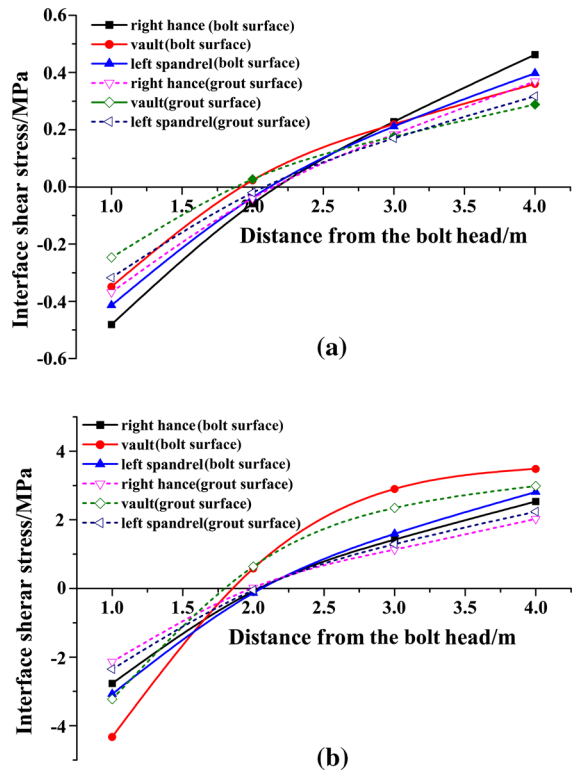 right hance (bolt surface)
vault(bolt surface)
left spandrel(bolt surface)
right hance(grout surface)
vault(grout surface)
left spandrel(grout surface)
Interface shear stress/MPa
0.6
0.4
0.2
0.0
-0.2
-0.4
-0.6
1.0 1.5 2.0 2.5 3.0 3.5 4.0
Distance from the bolt head/m
(a)
right hance(bolt surface)
vault(bolt surface)
left spandrel(bolt surface)
right hance(grout surface)
vault(grout surface)
left spandrel(grout surface)
Interface sherar stress/MPa
4
2
0
-2
-4
1.0 1.5 2.0 2.5 3.0 3.5 4.0
Distance from the bolt head/m
(b)